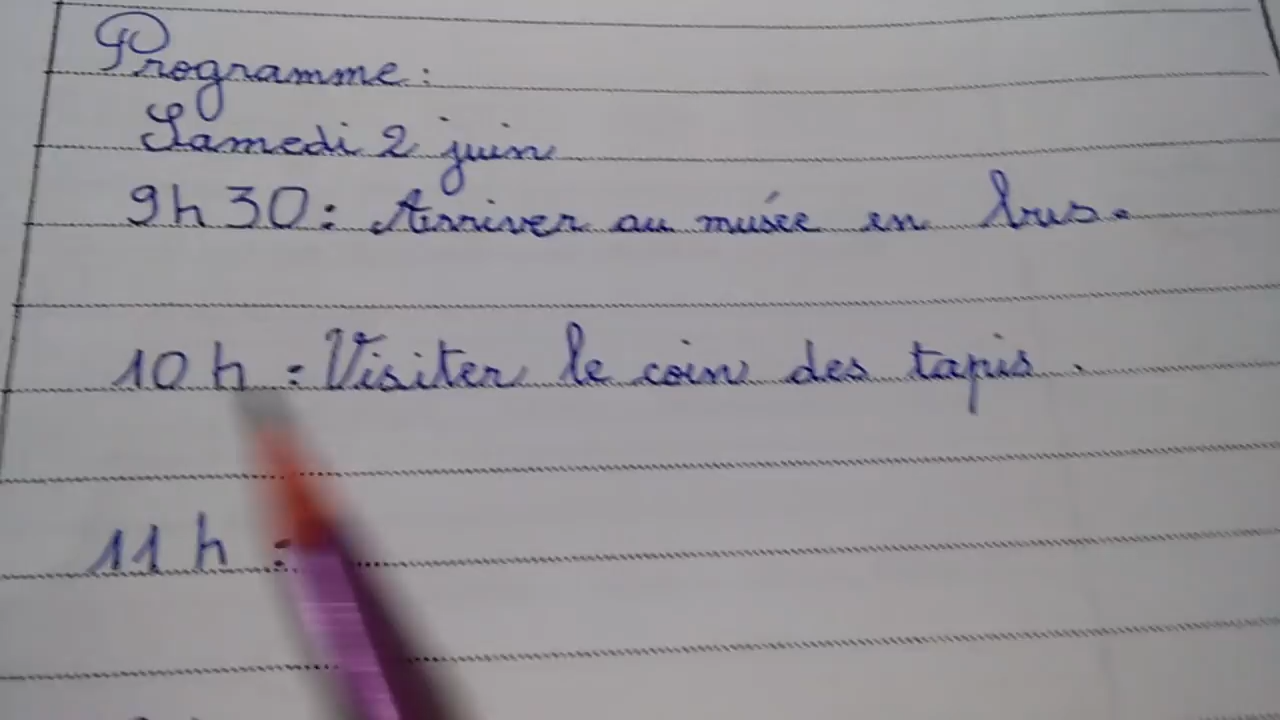 Programme :
Samedi 2 juin
9h30 : Arriver au musée en bus.
10 h : Visiter le coin des tapis.
11 h :